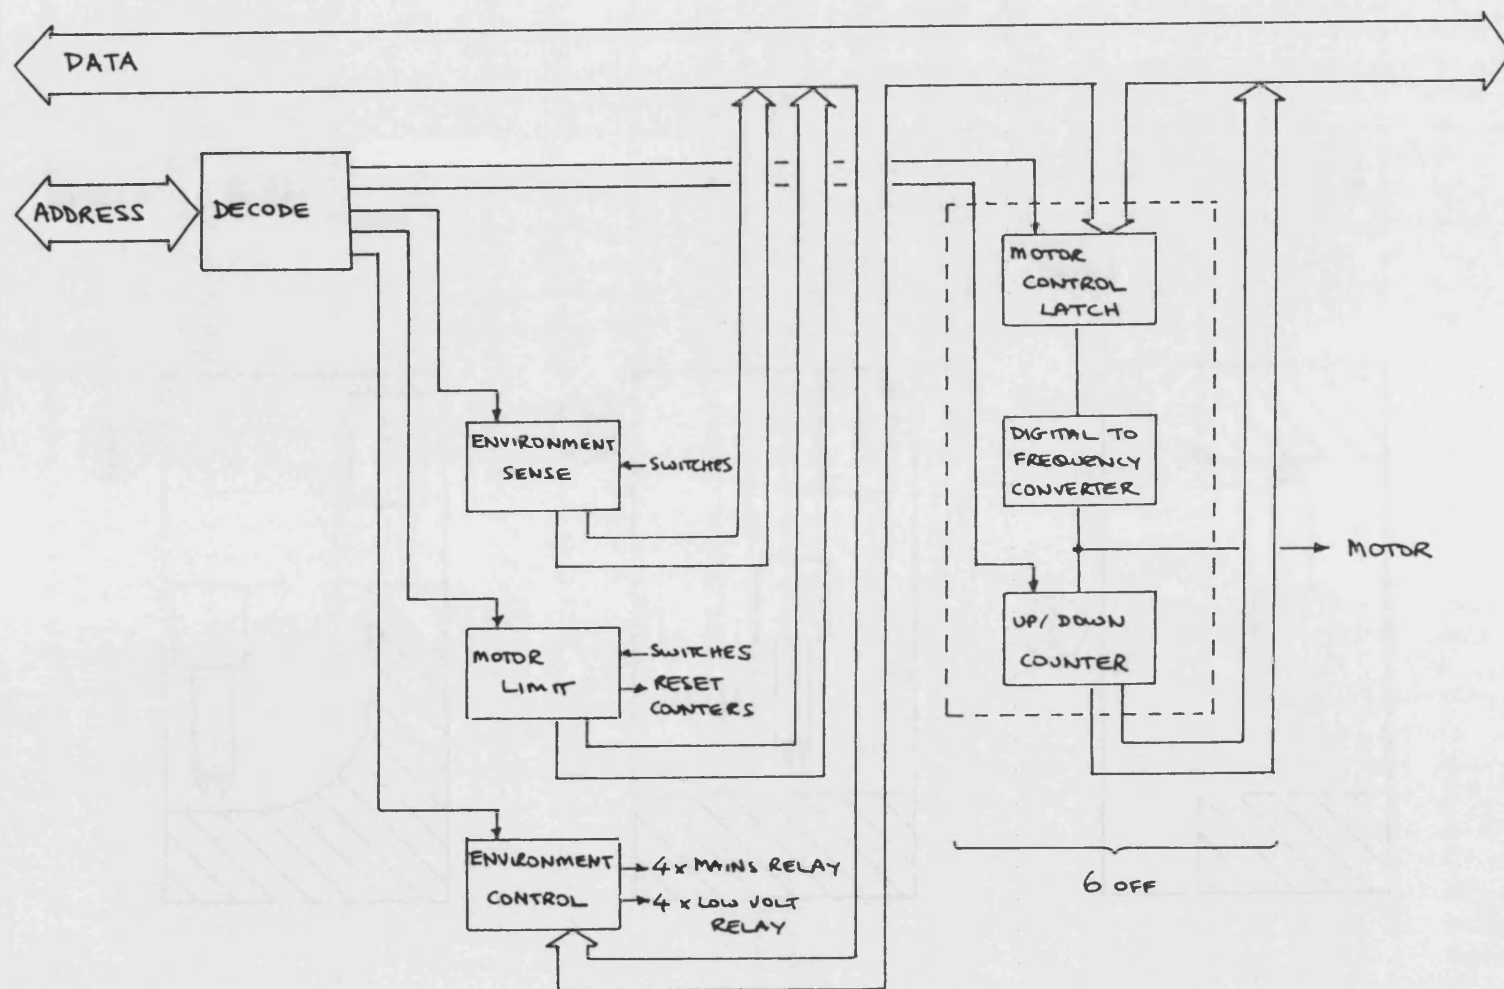 DATA
ADDRESS
DECODE
MOTOR
CONTROL
LATCH
ENVIRONMENT
SENSE
SWITCHES
DIGITAL TO
FREQUENCY
CONVERTER
MOTOR
UP/DOWN
COUNTER
MOTOR
LIMIT
SWITCHES
RESET
COUNTERS
ENVIRONMENT
CONTROL
4 x MAINS RELAY
4 x LOW VOLT
RELAY
6 OFF